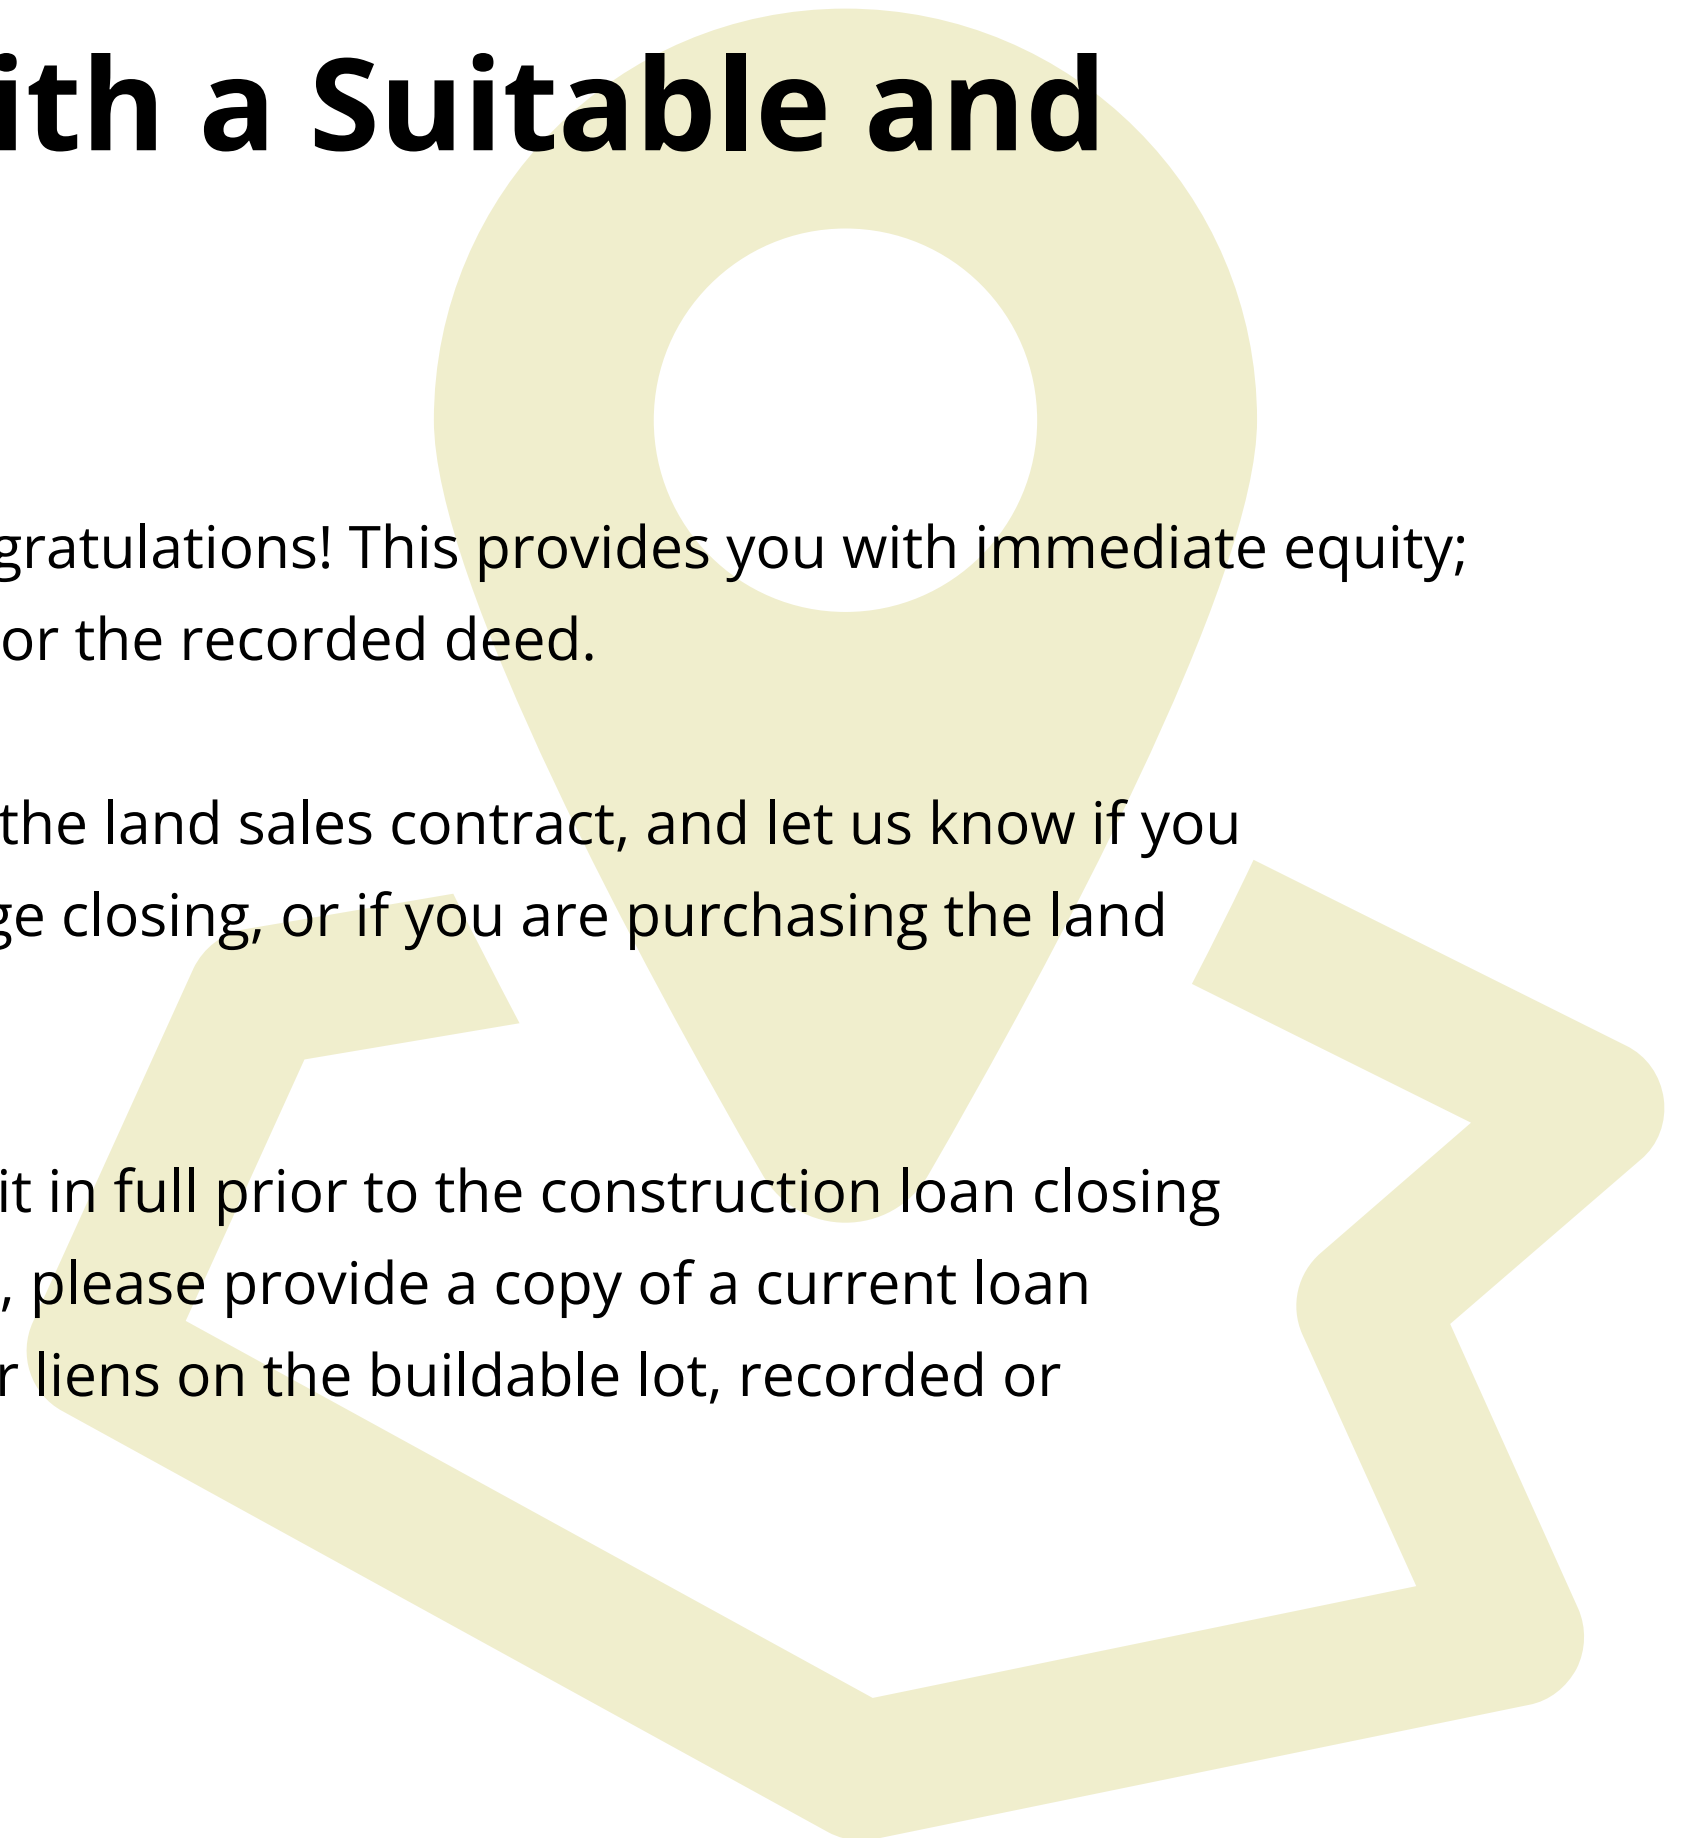 ith a Suitable and
gratulations! This provides you with immediate equity;
or the recorded deed.
the land sales contract, and let us know if you
ge closing, or if you are purchasing the land
it in full prior to the construction loan closing
, please provide a copy of a current loan
r liens on the buildable lot, recorded or